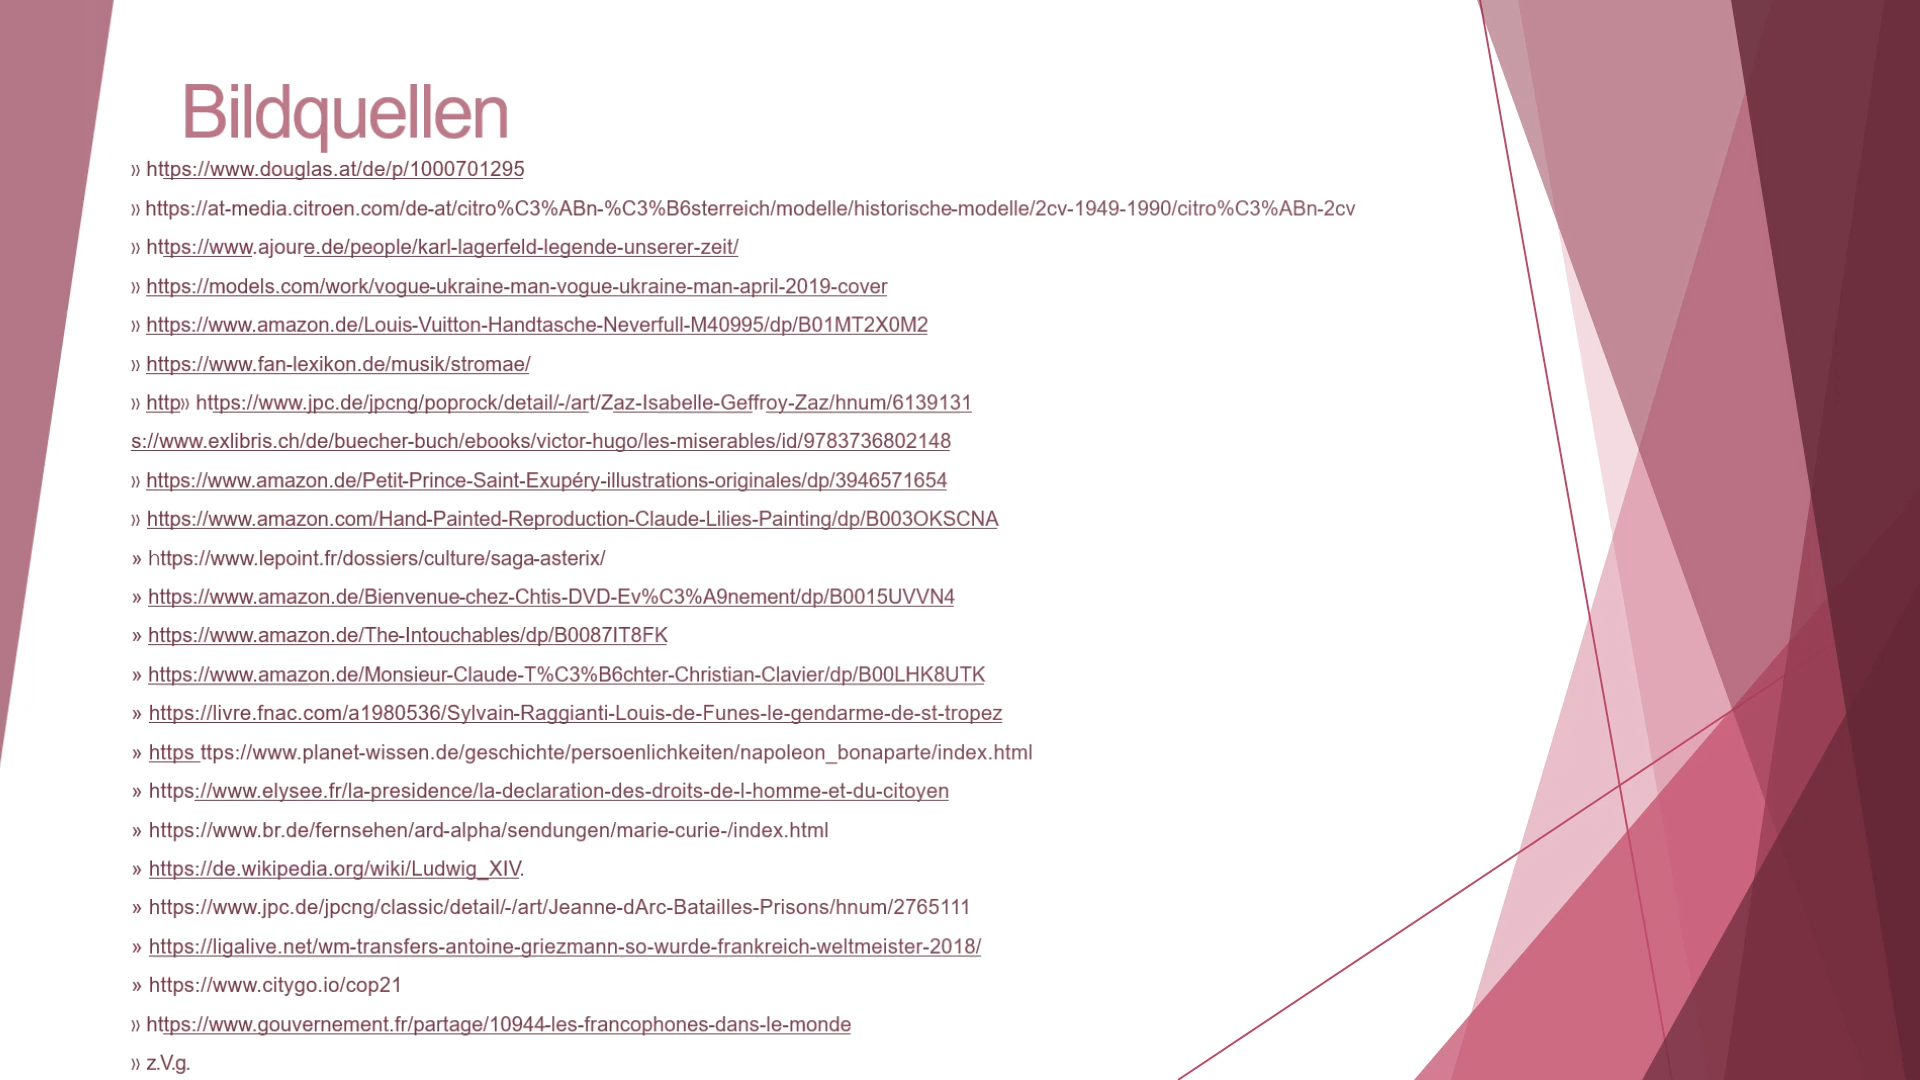 Bildquellen
» https://www.douglas.at/de/p/1000701295
» https://at-media.citroen.com/de-at/citro%C3%ABn-%C3%B6sterreich/modelle/historische-modelle/2cv-1949-1990/citro%C3%ABn-2cv
» https://www.ajoure.de/people/karl-lagerfeld-legende-unserer-zeit/
» https://models.com/work/vogue-ukraine-man-vogue-ukraine-man-april-2019-cover
» https://www.amazon.de/Louis-Vuitton-Handtasche-Neverfull-M40995/dp/B01MT2X0M2
» https://www.fan-lexikon.de/musik/stromae/
» http» https://www.jpc.de/jpcng/poprock/detail/-/art/Zaz-Isabelle-Geffroy-Zaz/hnum/6139131
s://www.exlibris.ch/de/buecher-buch/ebooks/victor-hugo/les-miserables/id/9783736802148
» https://www.amazon.de/Petit-Prince-Saint-Exupéry-illustrations-originales/dp/3946571654
» https://www.amazon.com/Hand-Painted-Reproduction-Claude-Lilies-Painting/dp/B003OKSCNA
» https://www.lepoint.fr/dossiers/culture/saga-asterix/
» https://www.amazon.de/Bienvenue-chez-Chtis-DVD-Ev%C3%A9nement/dp/B0015UVVN4
» https://www.amazon.de/The-Intouchables/dp/B0087IT8FK
» https://www.amazon.de/Monsieur-Claude-T%C3%B6chter-Christian-Clavier/dp/B00LHK8UTK
» https://livre.fnac.com/a1980536/Sylvain-Raggianti-Louis-de-Funes-le-gendarme-de-st-tropez
» https ttps://www.planet-wissen.de/geschichte/persoenlichkeiten/napoleon_bonaparte/index.html
» https://www.elysee.fr/la-presidence/la-declaration-des-droits-de-l-homme-et-du-citoyen
» https://www.br.de/fernsehen/ard-alpha/sendungen/marie-curie-/index.html
» https://de.wikipedia.org/wiki/Ludwig_XIV.
» https://www.jpc.de/jpcng/classic/detail/-/art/Jeanne-dArc-Batailles-Prisons/hnum/2765111
» https://ligalive.net/wm-transfers-antoine-griezmann-so-wurde-frankreich-weltmeister-2018/
» https://www.citygo.io/cop21
» https://www.gouvernement.fr/partage/10944-les-francophones-dans-le-monde
» z.V.g.